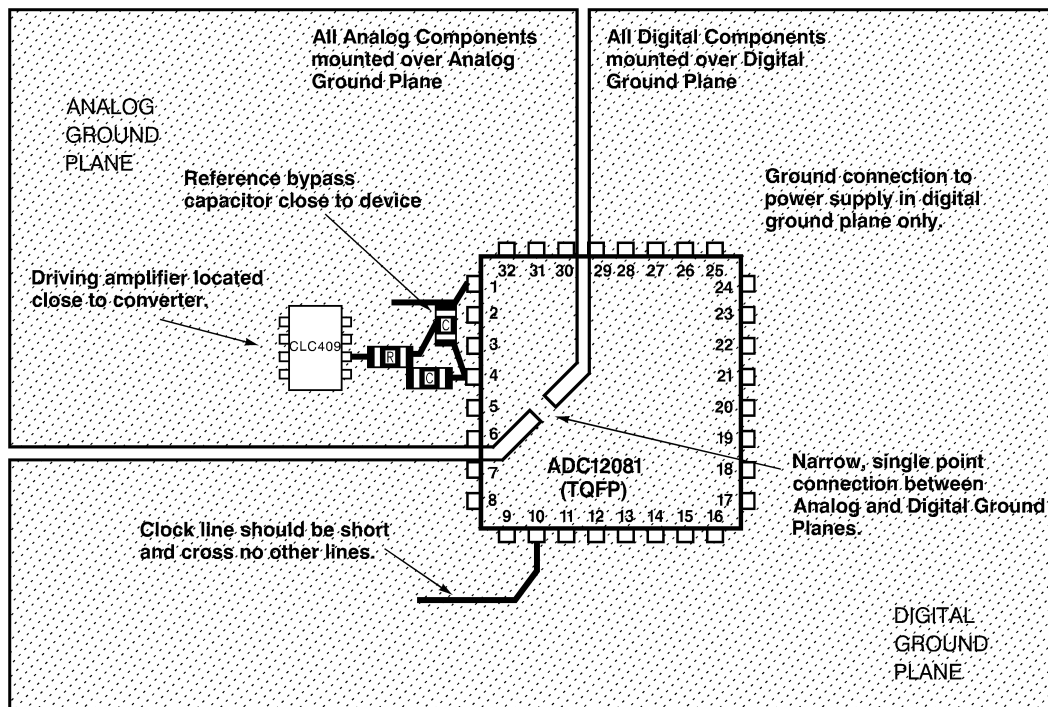 All Analog Components
mounted over Analog
Ground Plane
All Digital Components
mounted over Digital
Ground Plane
ANALOG
GROUND
PLANE
Reference bypass
capacitor close to device
Ground connection to
power supply in digital
ground plane only.
Driving amplifier located
close to converter.
32 31 30 29 28 27 26 25
1
2
3
4
5
6
7
8
24
23
22
21
20
19
18
17
CLC409
R
C
C
ADC12081
(TQFP)
9 10 11 12 13 14 15 16
Narrow, single point
connection between
Analog and Digital Ground
Planes.
Clock line should be short
and cross no other lines.
DIGITAL
GROUND
PLANE